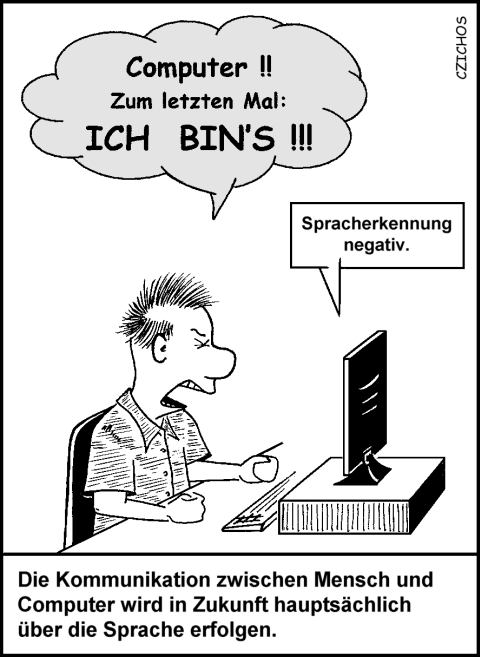 CZICHOS
Computer !!
Zum letzten Mal:
ICH BIN'S !!!
Spracherkennung
negativ.
Die Kommunikation zwischen Mensch und
Computer wird in Zukunft hauptsächlich
über die Sprache erfolgen.